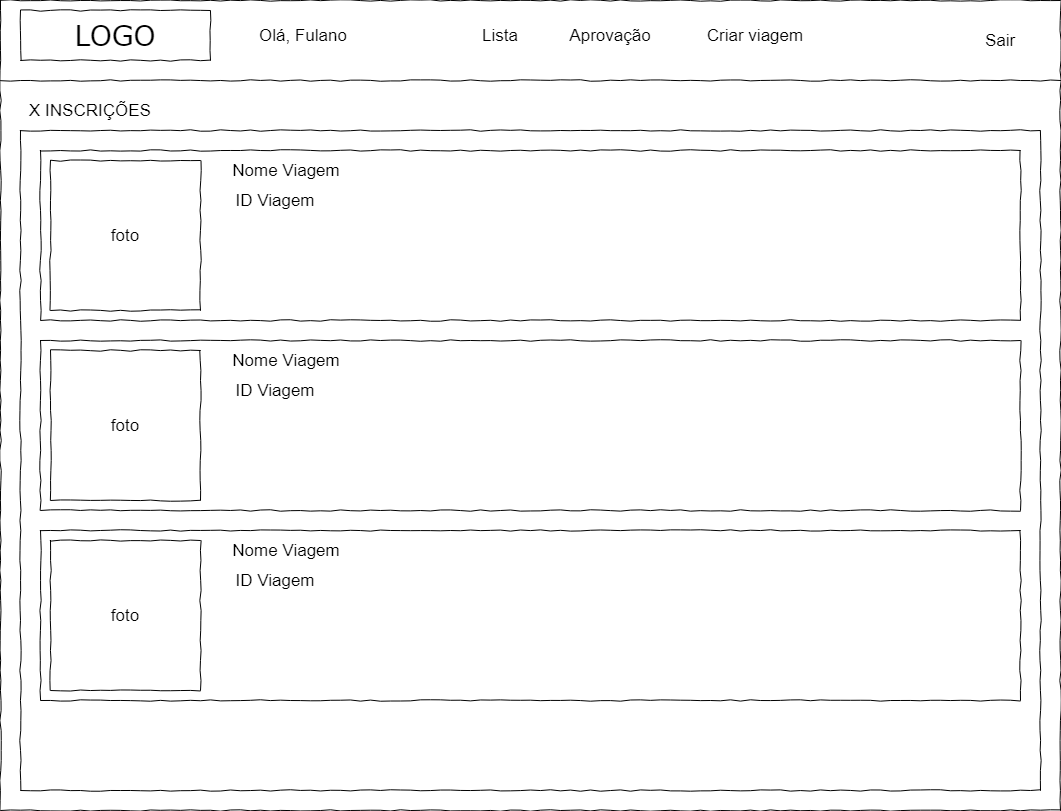 LOGO
Olá, Fulano
Lista
Aprovação
Criar viagem
Sair
X INSCRIÇÕES
foto
Nome Viagem
ID Viagem
foto
Nome Viagem
ID Viagem
foto
Nome Viagem
ID Viagem